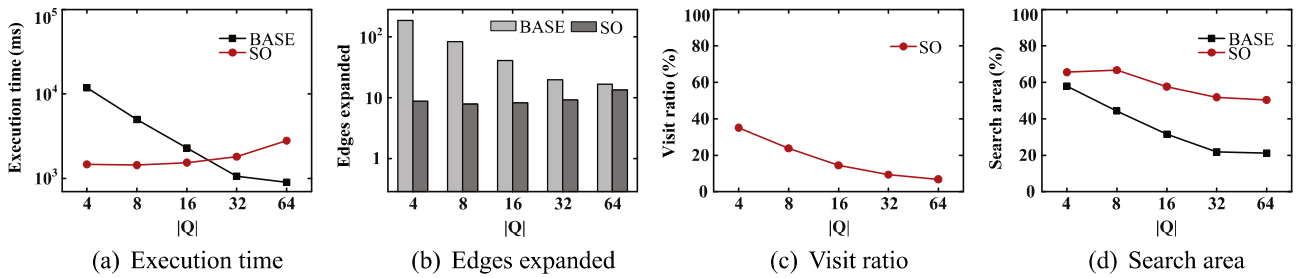 Execution time (ms)
10^5
10^4
10^3
BASE
SO
4 8 16 32 64
|Q|
(a) Execution time
Edges expanded
10^2
10
1
BASE SO
4 8 16 32 64
|Q|
(b) Edges expanded
Visit ratio (%)
100
80
60
40
20
0
SO
4 8 16 32 64
|Q|
(c) Visit ratio
Search area (%)
100
80
60
40
20
0
BASE
SO
4 8 16 32 64
|Q|
(d) Search area